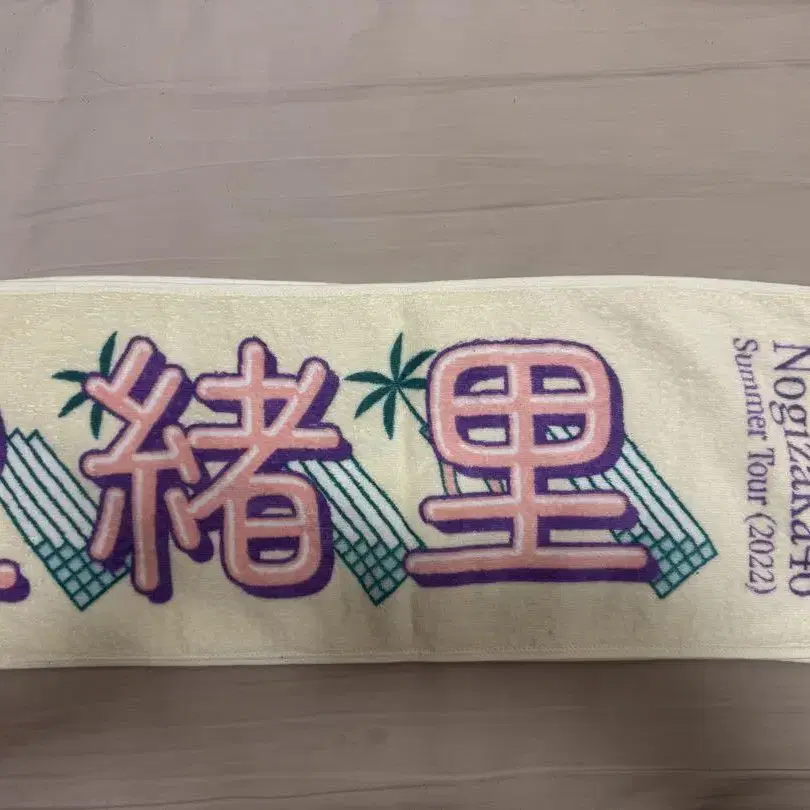 緒里
Nogizaka46
Summer Tour (2022)